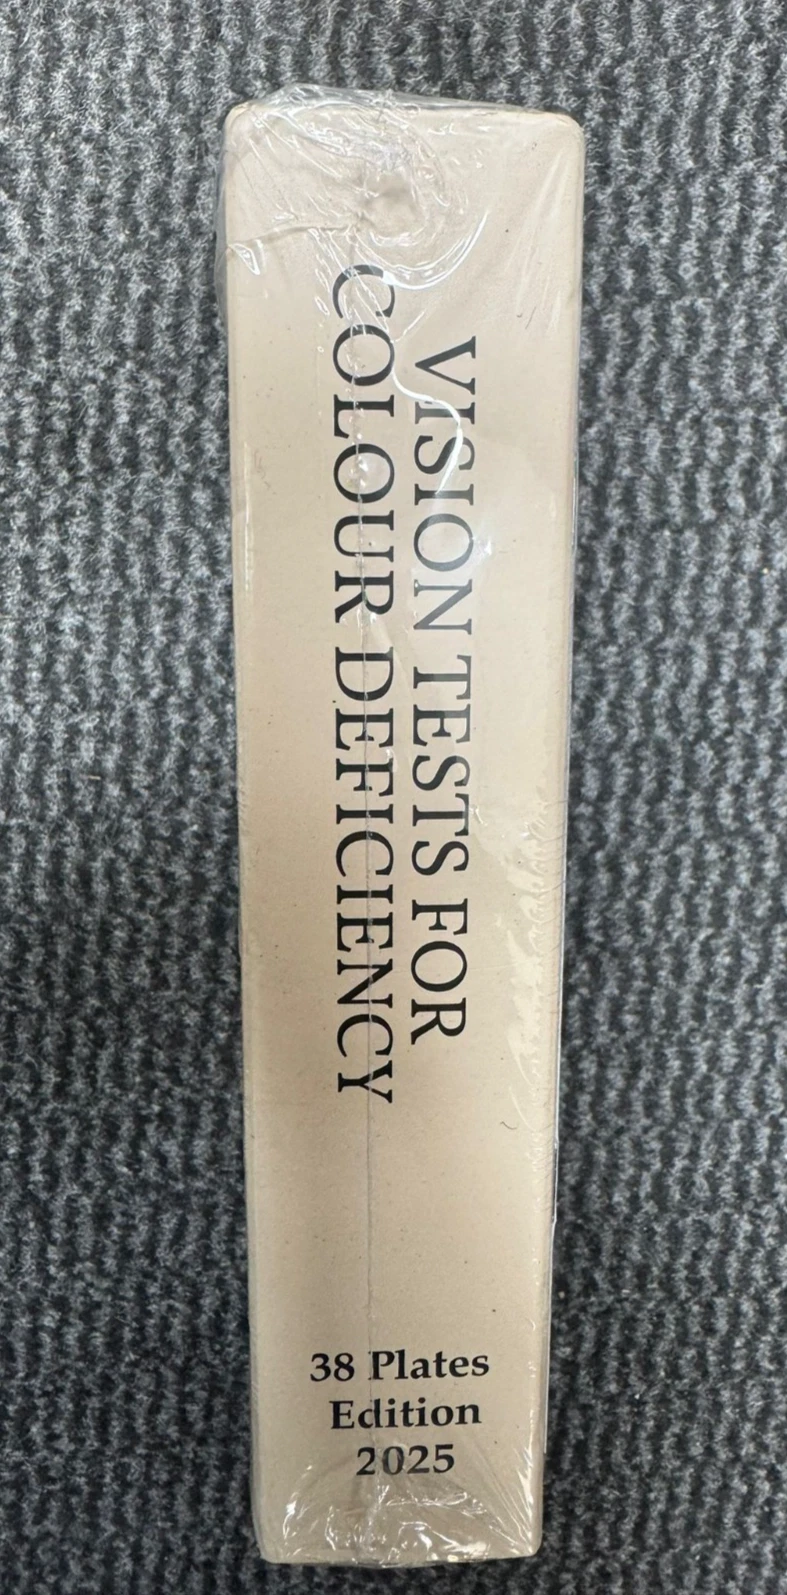 VISION TESTS FOR
COLOUR DEFICIENCY
38 Plates
Edition
2025